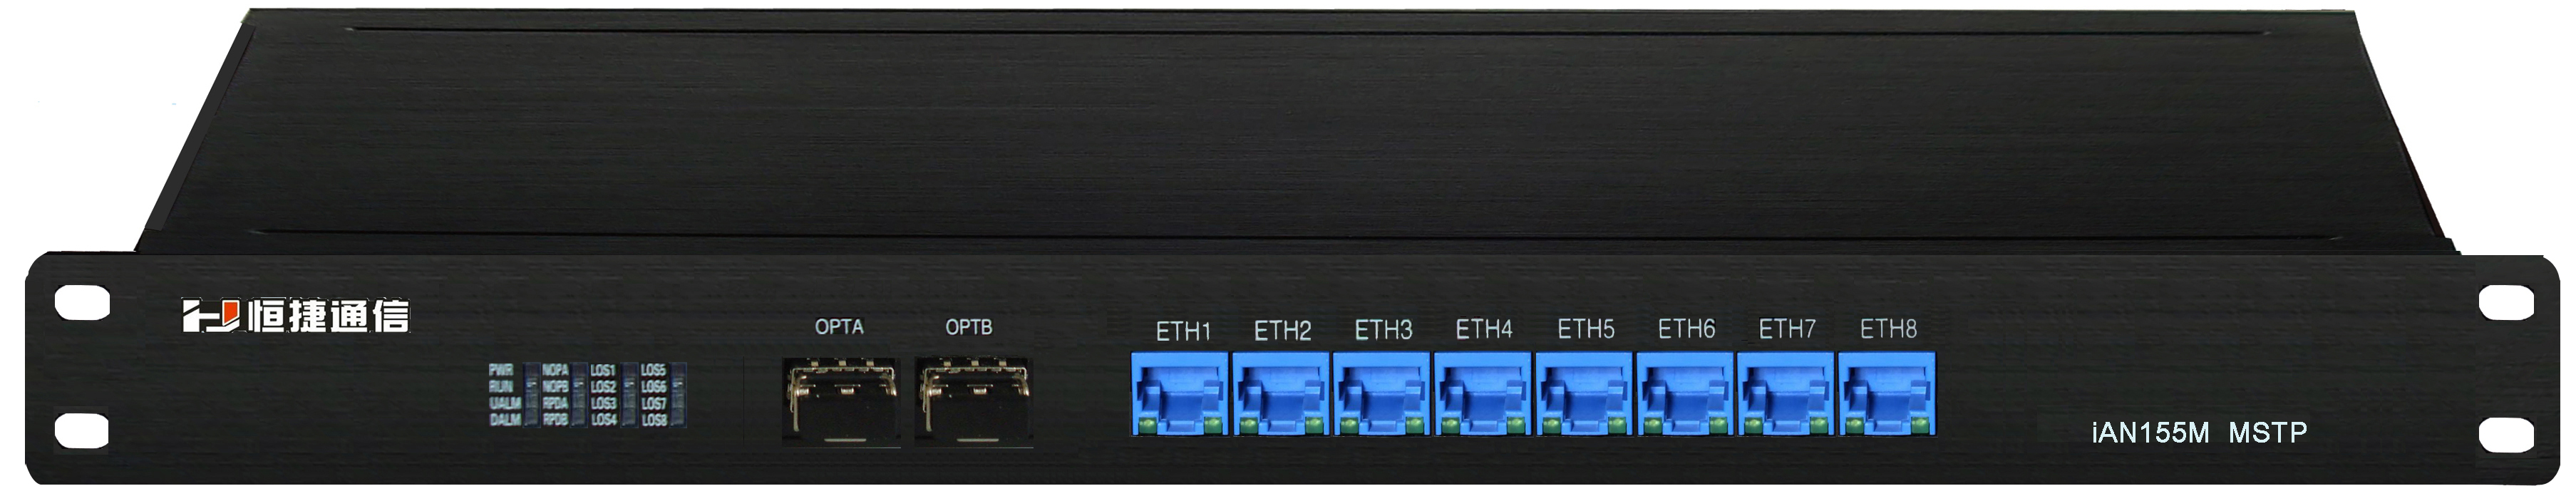 恒捷通信
OPTA OPTB
ETH1 ETH2 ETH3 ETH4 ETH5 ETH6 ETH7 ETH8
PWR NOPA LOS1 LOS5
RUN NOPB LOS2 LOS6
UALM RPDA LOS3 LOS7
DALM RPDB LOS4 LOS8
iAN155M MSTP